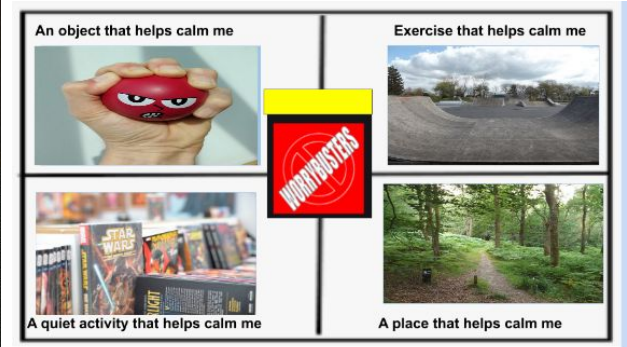 An object that helps calm me
Exercise that helps calm me
WORRYBUSTERS
STAR
WARS
A quiet activity that helps calm me
A place that helps calm me